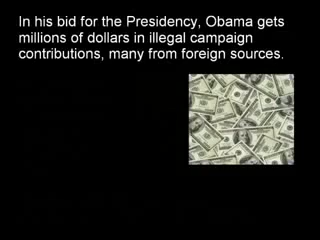 In his bid for the Presidency, Obama gets
millions of dollars in illegal campaign
contributions, many from foreign sources.